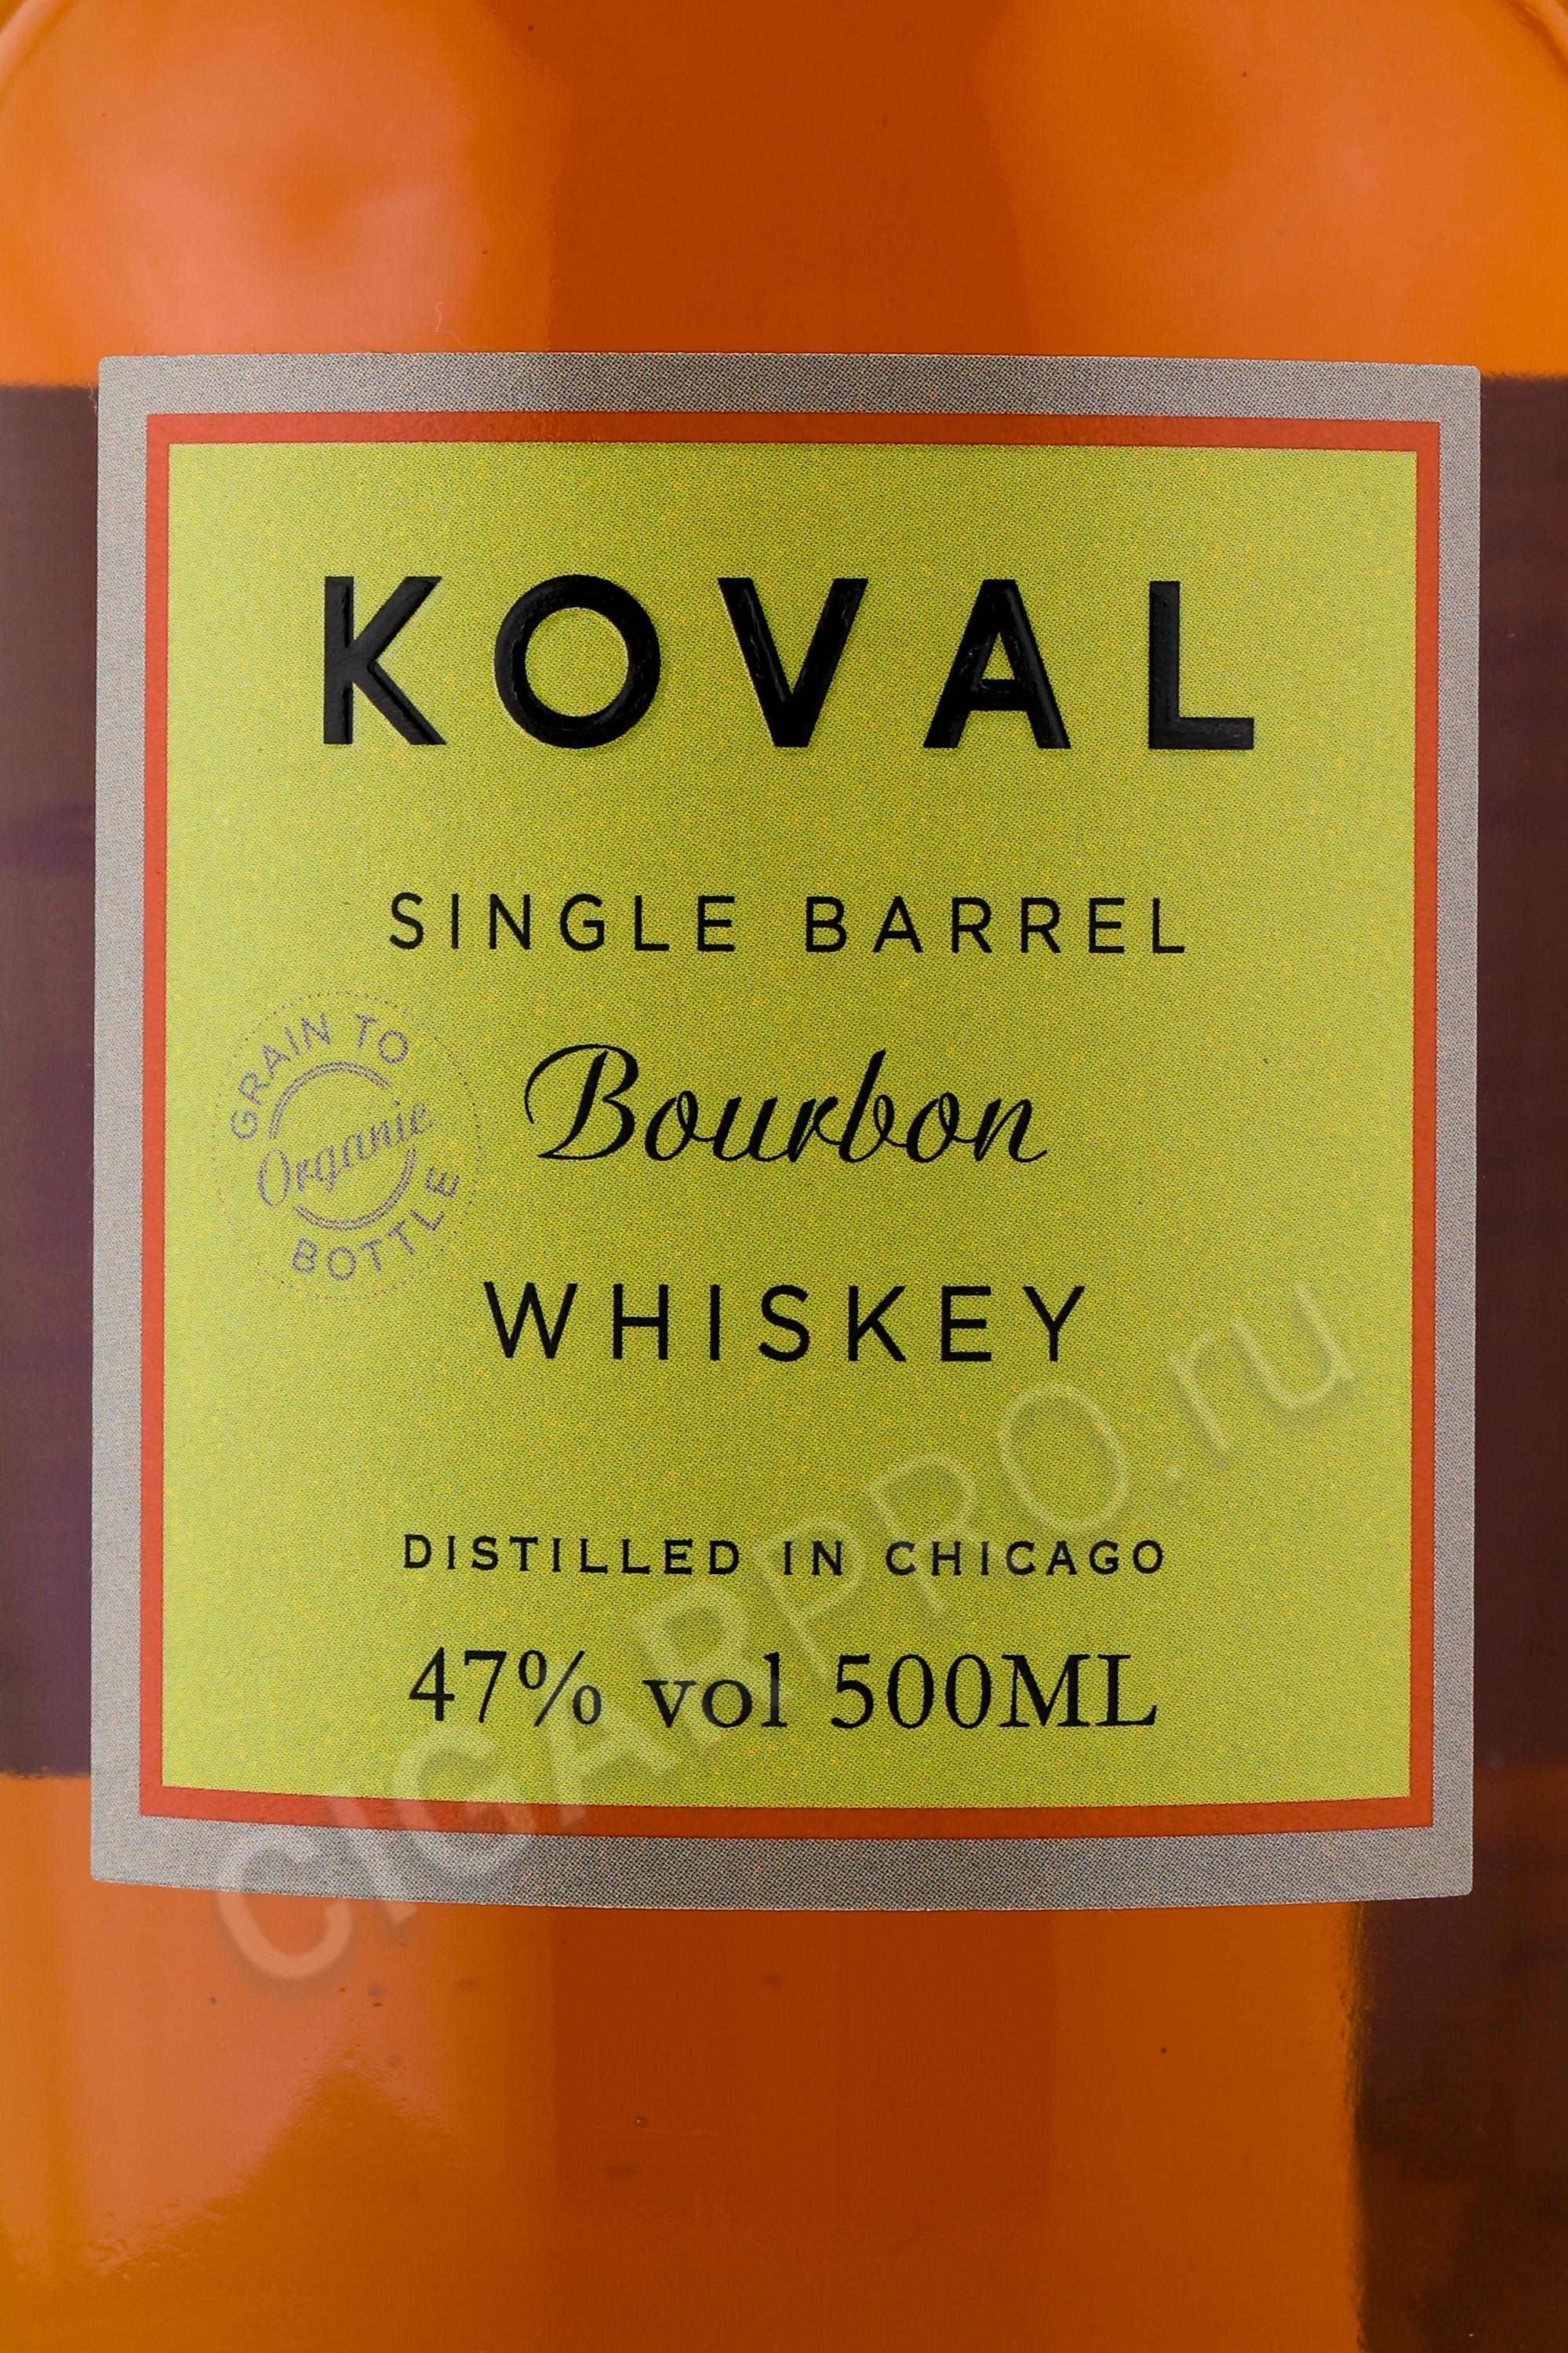 KOVAL
SINGLE BARREL
GRAIN TO
Organic
BOTTLE
Bourbon
WHISKEY
DISTILLED IN CHICAGO
47% vol 500ML
CIGARPRO.ru